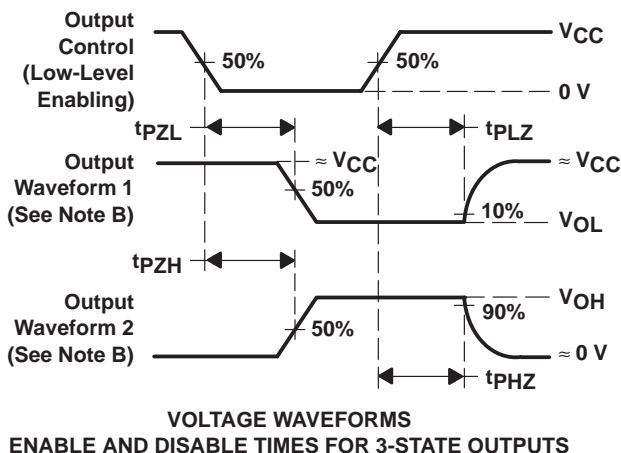 Output
Control
(Low-Level
Enabling)
50%
50%
VCC
0 V
tPZL
tPLZ
Output
Waveform 1
(See Note B)
≈ VCC
50%
≈ VCC
10%
VOL
tPZH
Output
Waveform 2
(See Note B)
50%
VOH
90%
≈ 0 V
tPHZ
VOLTAGE WAVEFORMS
ENABLE AND DISABLE TIMES FOR 3-STATE OUTPUTS